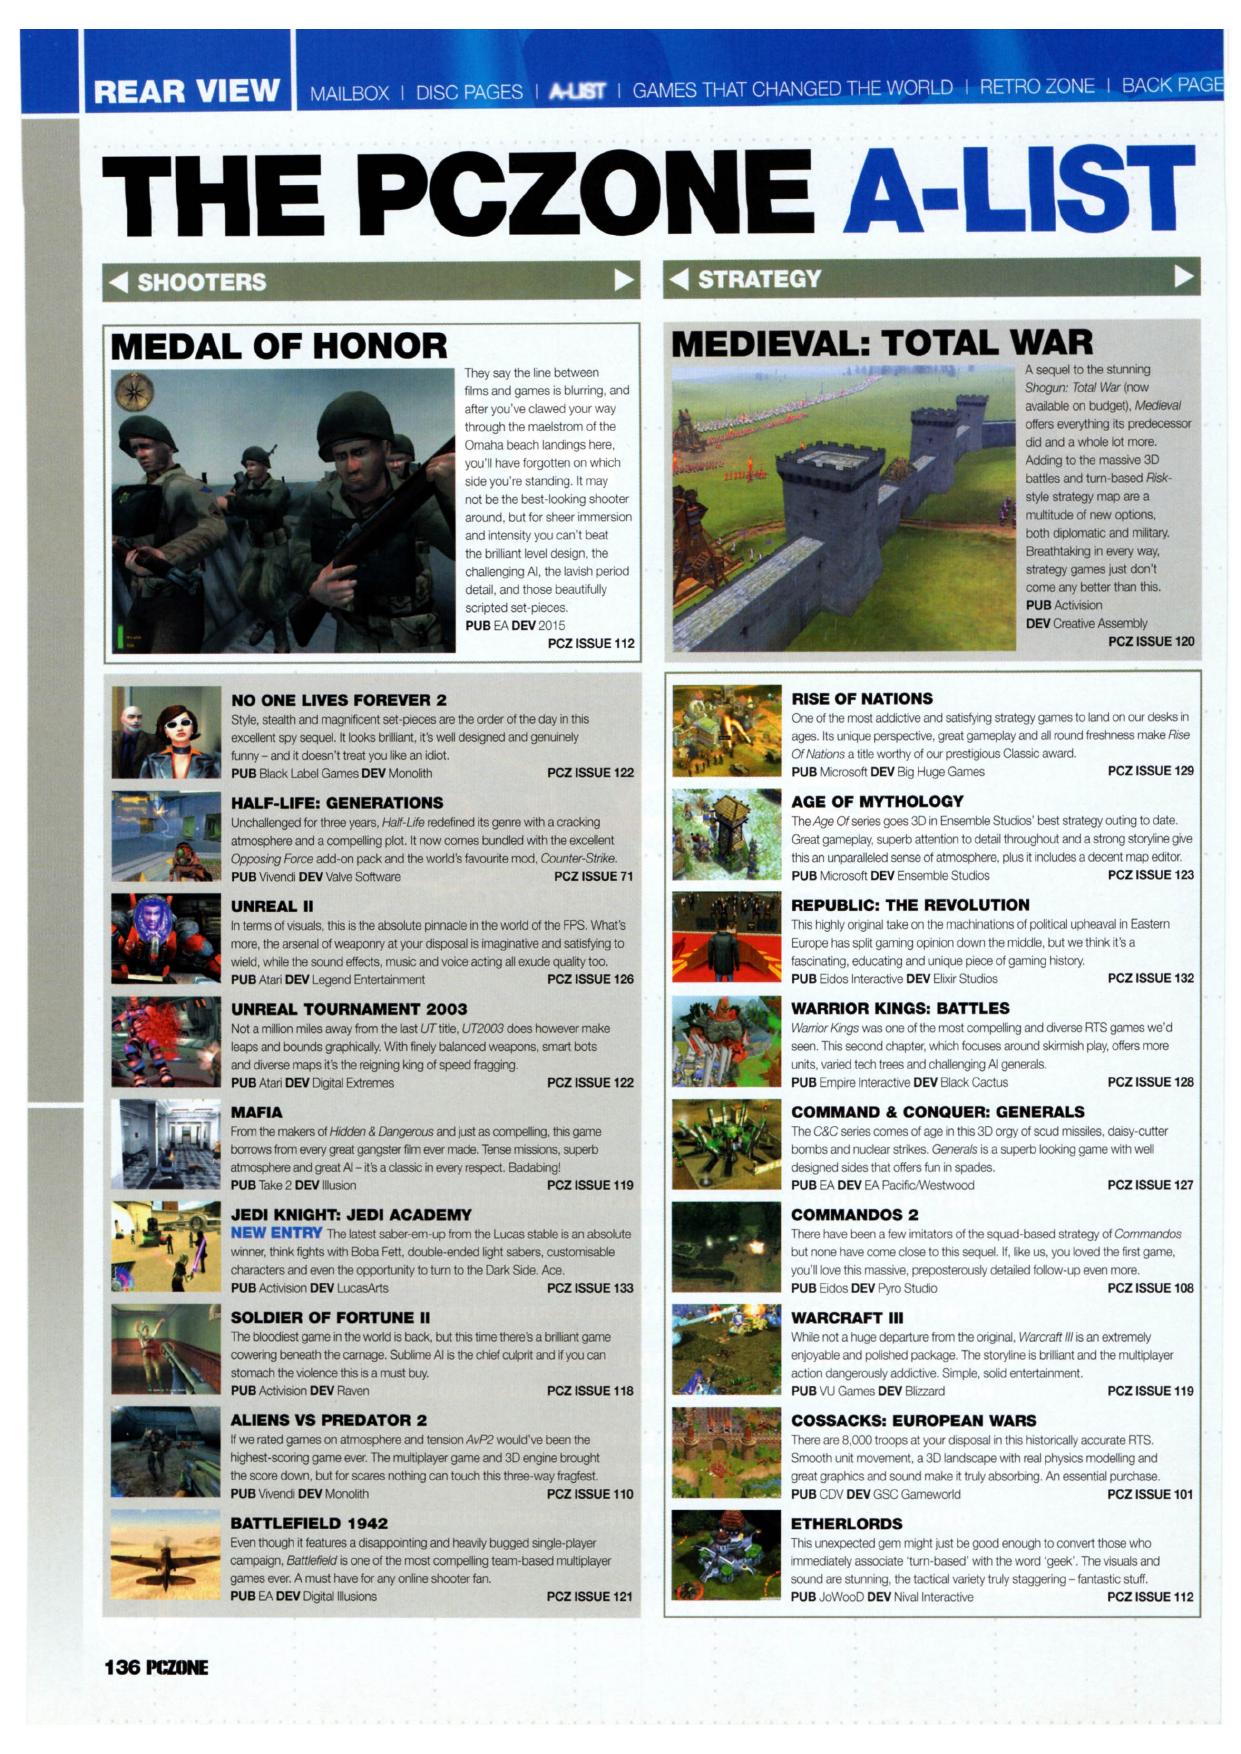 REAR VIEW
MAILBOX | DISC PAGES | A-LIST | GAMES THAT CHANGED THE WORLD | RETRO ZONE | BACK PAGE
THE PCZONE A-LIST
SHOOTERS
MEDAL OF HONOR
They say the line between
films and games is blurring, and
after you've clawed your way
through the maelstrom of the
Omaha beach landings here,
you'll have forgotten on which
side you're standing. It may
not be the best-looking shooter
around, but for sheer immersion
and intensity you can't beat
the brilliant level design, the
challenging AI, the lavish period
detail, and those beautifully
scripted set-pieces.
PUB EA DEV 2015
PCZ ISSUE 112
NO ONE LIVES FOREVER 2
Style, stealth and magnificent set-pieces are the order of the day in this
excellent spy sequel. It looks brilliant, it's well designed and genuinely
funny – and it doesn't treat you like an idiot.
PUB Black Label Games DEV Monolith PCZ ISSUE 122
HALF-LIFE: GENERATIONS
Unchallenged for three years, Half-Life redefined its genre with a cracking
atmosphere and a compelling plot. It now comes bundled with the excellent
Opposing Force add-on pack and the world's favourite mod, Counter-Strike.
PUB Vivendi DEV Valve Software PCZ ISSUE 71
UNREAL II
In terms of visuals, this is the absolute pinnacle in the world of the FPS. What's
more, the arsenal of weaponry at your disposal is imaginative and satisfying to
wield, while the sound effects, music and voice acting all exude quality too.
PUB Atari DEV Legend Entertainment PCZ ISSUE 126
UNREAL TOURNAMENT 2003
Not a million miles away from the last UT title, UT2003 does however make
leaps and bounds graphically. With finely balanced weapons, smart bots
and diverse maps it's the reigning king of speed fragging.
PUB Atari DEV Digital Extremes PCZ ISSUE 122
MAFIA
From the makers of Hidden & Dangerous and just as compelling, this game
borrows from every great gangster film ever made. Tense missions, superb
atmosphere and great AI – it's a classic in every respect. Badabing!
PUB Take 2 DEV Illusion PCZ ISSUE 119
JEDI KNIGHT: JEDI ACADEMY
NEW ENTRY The latest saber-em-up from the Lucas stable is an absolute
winner, think fights with Boba Fett, double-ended light sabers, customisable
characters and even the opportunity to turn to the Dark Side. Ace.
PUB Activision DEV LucasArts PCZ ISSUE 133
SOLDIER OF FORTUNE II
The bloodiest game in the world is back, but this time there's a brilliant game
cowering beneath the carnage. Sublime AI is the chief culprit and if you can
stomach the violence this is a must buy.
PUB Activision DEV Raven PCZ ISSUE 118
ALIENS VS PREDATOR 2
If we rated games on atmosphere and tension AvP2 would've been the
highest-scoring game ever. The multiplayer game and 3D engine brought
the score down, but for scares nothing can touch this three-way fragfest.
PUB Vivendi DEV Monolith PCZ ISSUE 110
BATTLEFIELD 1942
Even though it features a disappointing and heavily bugged single-player
campaign, Battlefield is one of the most compelling team-based multiplayer
games ever. A must have for any online shooter fan.
PUB EA DEV Digital Illusions PCZ ISSUE 121
STRATEGY
MEDIEVAL: TOTAL WAR
A sequel to the stunning
Shogun: Total War (now
available on budget), Medieval
offers everything its predecessor
did and a whole lot more.
Adding to the massive 3D
battles and turn-based Risk-
style strategy map are a
multitude of new options,
both diplomatic and military.
Breathtaking in every way,
strategy games just don't
come any better than this.
PUB Activision
DEV Creative Assembly
PCZ ISSUE 120
RISE OF NATIONS
One of the most addictive and satisfying strategy games to land on our desks in
ages. Its unique perspective, great gameplay and all round freshness make Rise
Of Nations a title worthy of our prestigious Classic award.
PUB Microsoft DEV Big Huge Games PCZ ISSUE 129
AGE OF MYTHOLOGY
The Age Of series goes 3D in Ensemble Studios' best strategy outing to date.
Great gameplay, superb attention to detail throughout and a strong storyline give
this an unparalleled sense of atmosphere, plus it includes a decent map editor.
PUB Microsoft DEV Ensemble Studios PCZ ISSUE 123
REPUBLIC: THE REVOLUTION
This highly original take on the machinations of political upheaval in Eastern
Europe has split gaming opinion down the middle, but we think it's a
fascinating, educating and unique piece of gaming history.
PUB Eidos Interactive DEV Elixir Studios PCZ ISSUE 132
WARRIOR KINGS: BATTLES
Warrior Kings was one of the most compelling and diverse RTS games we'd
seen. This second chapter, which focuses around skirmish play, offers more
units, varied tech trees and challenging AI generals.
PUB Empire Interactive DEV Black Cactus PCZ ISSUE 128
COMMAND & CONQUER: GENERALS
The C&C series comes of age in this 3D orgy of scud missiles, daisy-cutter
bombs and nuclear strikes. Generals is a superb looking game with well
designed sides that offers fun in spades.
PUB EA DEV EA Pacific/Westwood PCZ ISSUE 127
COMMANDOS 2
There have been a few imitators of the squad-based strategy of Commandos
but none have come close to this sequel. If, like us, you loved the first game,
you'll love this massive, preposterously detailed follow-up even more.
PUB Eidos DEV Pyro Studio PCZ ISSUE 108
WARCRAFT III
While not a huge departure from the original, Warcraft III is an extremely
enjoyable and polished package. The storyline is brilliant and the multiplayer
action dangerously addictive. Simple, solid entertainment.
PUB VU Games DEV Blizzard PCZ ISSUE 119
COSSACKS: EUROPEAN WARS
There are 8,000 troops at your disposal in this historically accurate RTS.
Smooth unit movement, a 3D landscape with real physics modelling and
great graphics and sound make it truly absorbing. An essential purchase.
PUB CDV DEV GSC Gameworld PCZ ISSUE 101
ETHERLORDS
This unexpected gem might just be good enough to convert those who
immediately associate 'turn-based' with the word 'geek'. The visuals and
sound are stunning, the tactical variety truly staggering – fantastic stuff.
PUB JoWooD DEV Nival Interactive PCZ ISSUE 112
136 PCZONE